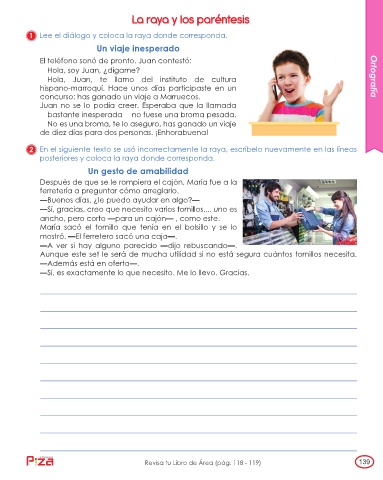 La raya y los paréntesis
1 Lee el diálogo y coloca la raya donde corresponda.
Un viaje inesperado
El teléfono sonó de pronto. Juan contestó:
Hola, soy Juan, ¿dígame?
Hola, Juan, te llamo del instituto de cultura
hispano-marroquí. Hace unos días participaste en un
concurso; has ganado un viaje a Marruecos.
Juan no se lo podía creer. Esperaba que la llamada
bastante inesperada no fuese una broma pesada.
No es una broma, te lo aseguro, has ganado un viaje
de diez días para dos personas. ¡Enhorabuena!
Ortografía
2 En el siguiente texto se usó incorrectamente la raya, escríbelo nuevamente en las líneas
posteriores y coloca la raya donde corresponda.
Un gesto de amabilidad
Después de que se le rompiera el cajón, María fue a la
ferretería a preguntar cómo arreglarlo.
—Buenos días, ¿le puedo ayudar en algo?—
—Sí, gracias, creo que necesito varios tornillos.... uno es
ancho, pero corto —para un cajón— , como este.
María sacó el tornillo que tenía en el bolsillo y se lo
mostró. —El ferretero sacó una caja—.
—A ver si hay alguno parecido —dijo rebuscando—.
Aunque este set le será de mucha utilidad si no está segura cuántos tornillos necesita.
—Además está en oferta—.
—Sí, es exactamente lo que necesito. Me lo llevo. Gracias.
Pza
Revisa tu Libro de Área (pág. 118 - 119)
139